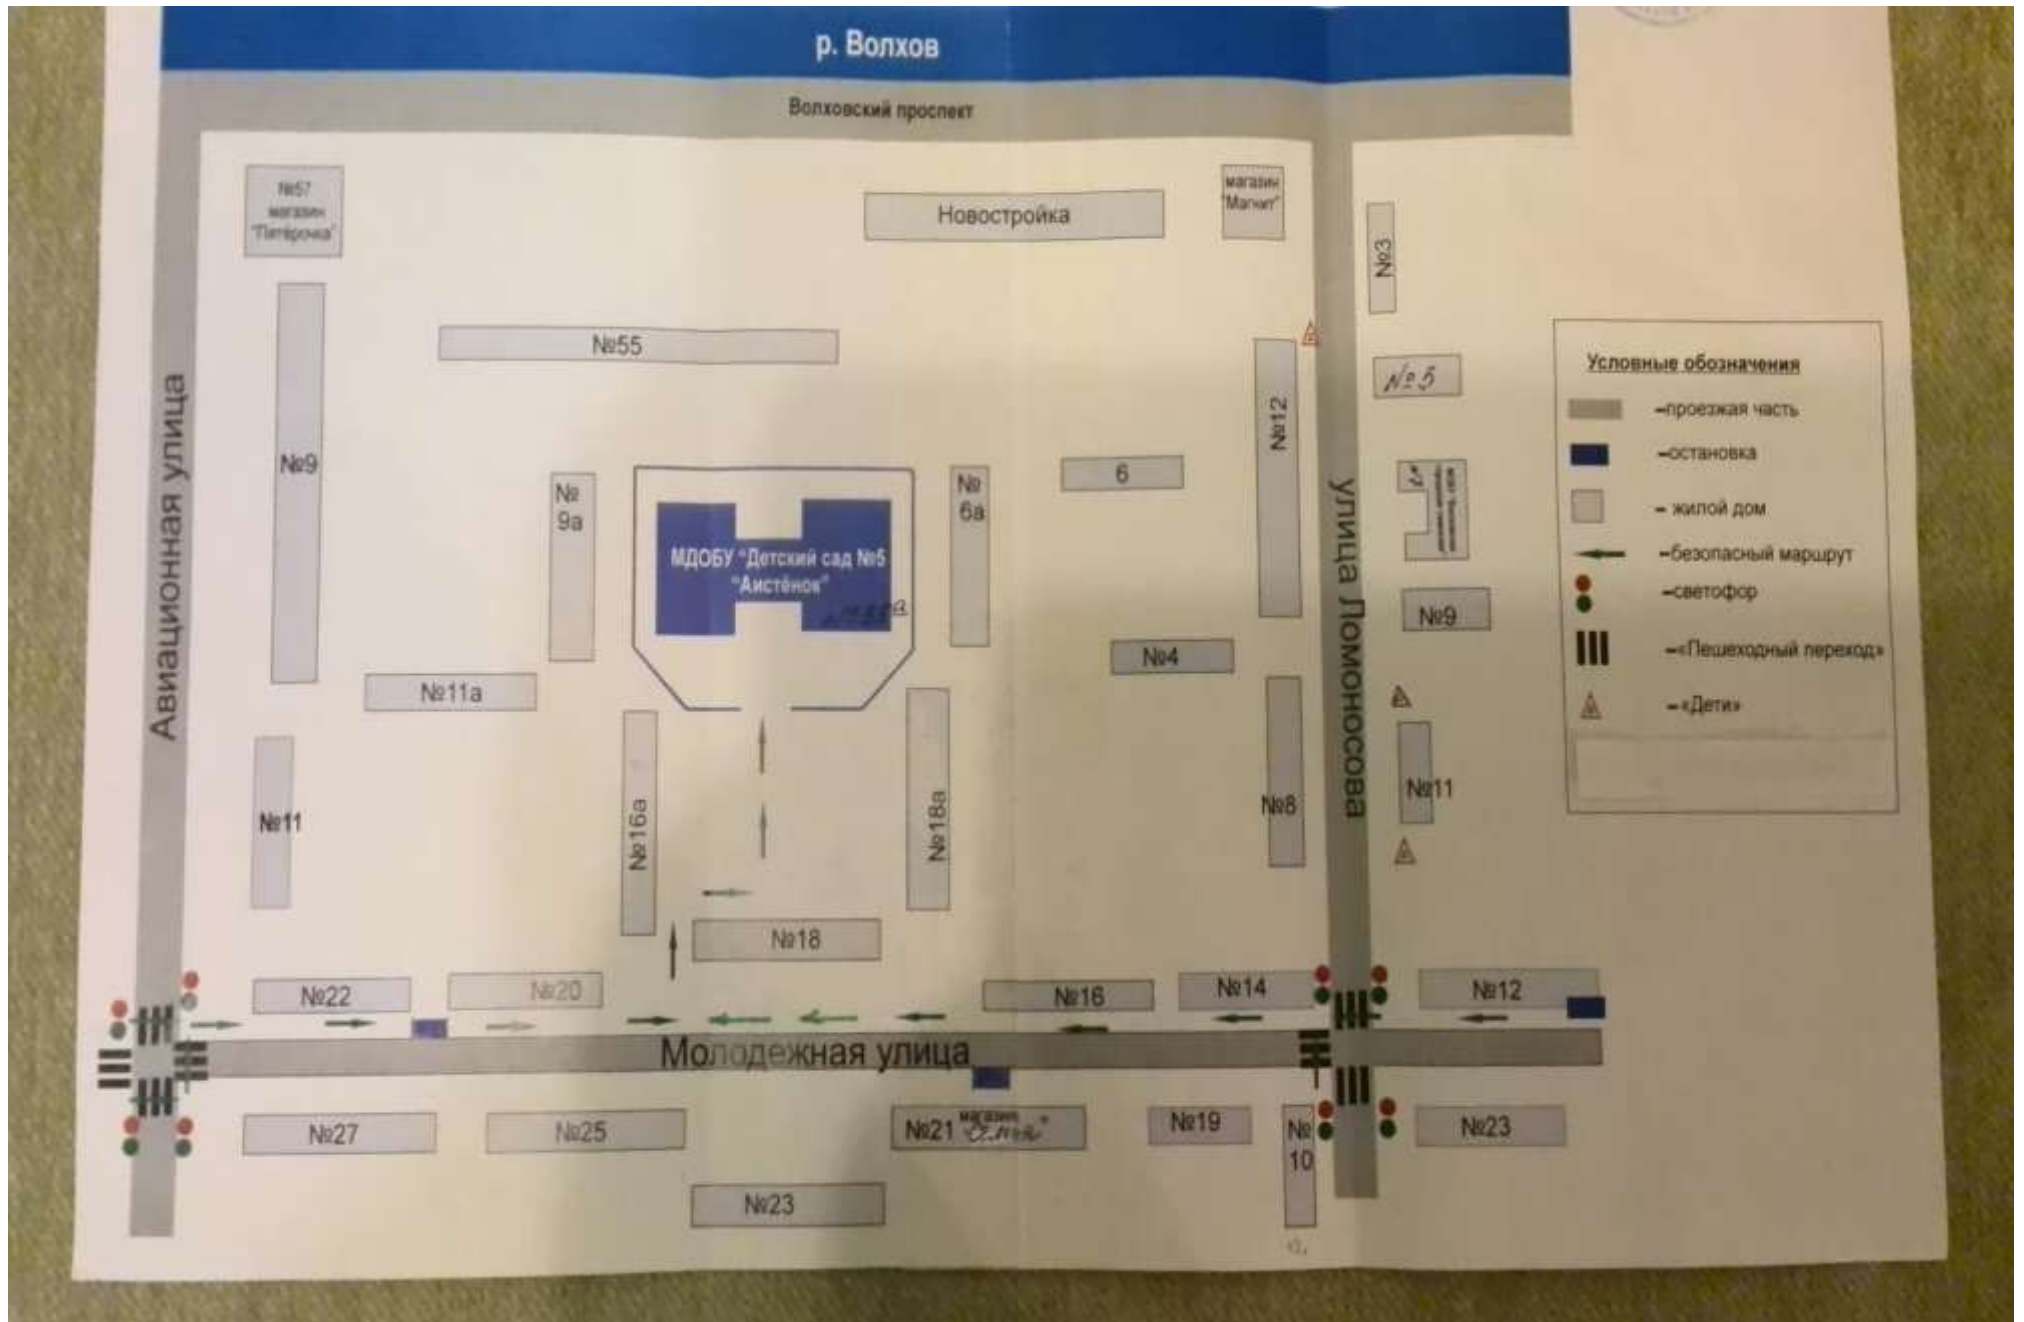 р. Волхов
Волховский проспект
№57
магазин
"Пятёрочка"
Новостройка
магазин
"Магнит"
№3
№55
№5
№12
Авиационная улица
№9
№
9а
МДОБУ "Детский сад №5
"Аистёнок"
№
6а
6
улица Ломоносова
№9
№4
№11а
№11
№16а
№18а
№8
№11
№18
№22
№20
№16
№14
№12
Молодежная улица
№27
№25
№21
магазин
№19
№
10
№23
№23
Условные обозначения
–проезжая часть
–остановка
– жилой дом
–безопасный маршрут
–светофор
–«Пешеходный переход»
–«Дети»